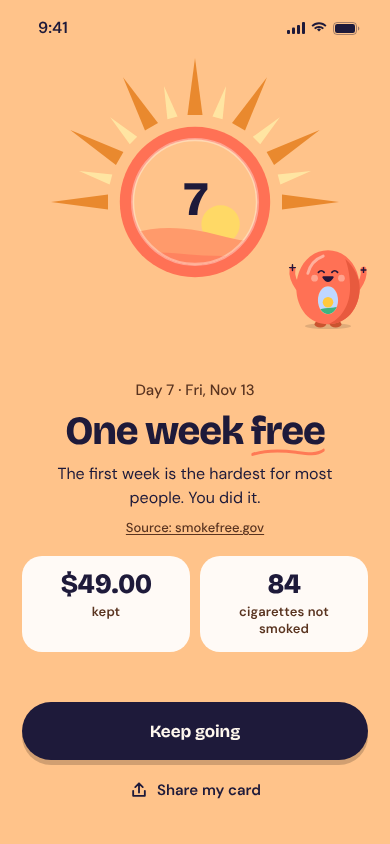 9:41
7
Day 7 · Fri, Nov 13
One week free
The first week is the hardest for most
people. You did it.
Source: smokefree.gov
$49.00
kept
84
cigarettes not
smoked
Keep going
Share my card